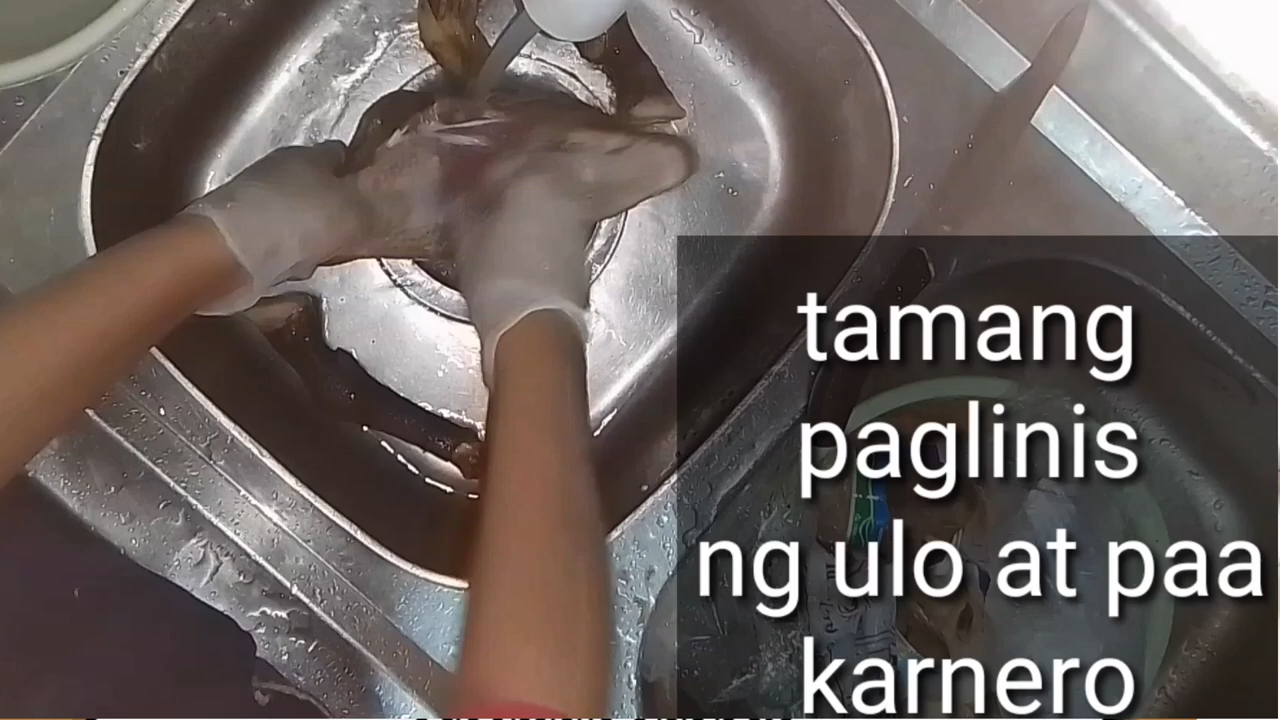 tamang
paglinis
ng ulo at paa
karnero